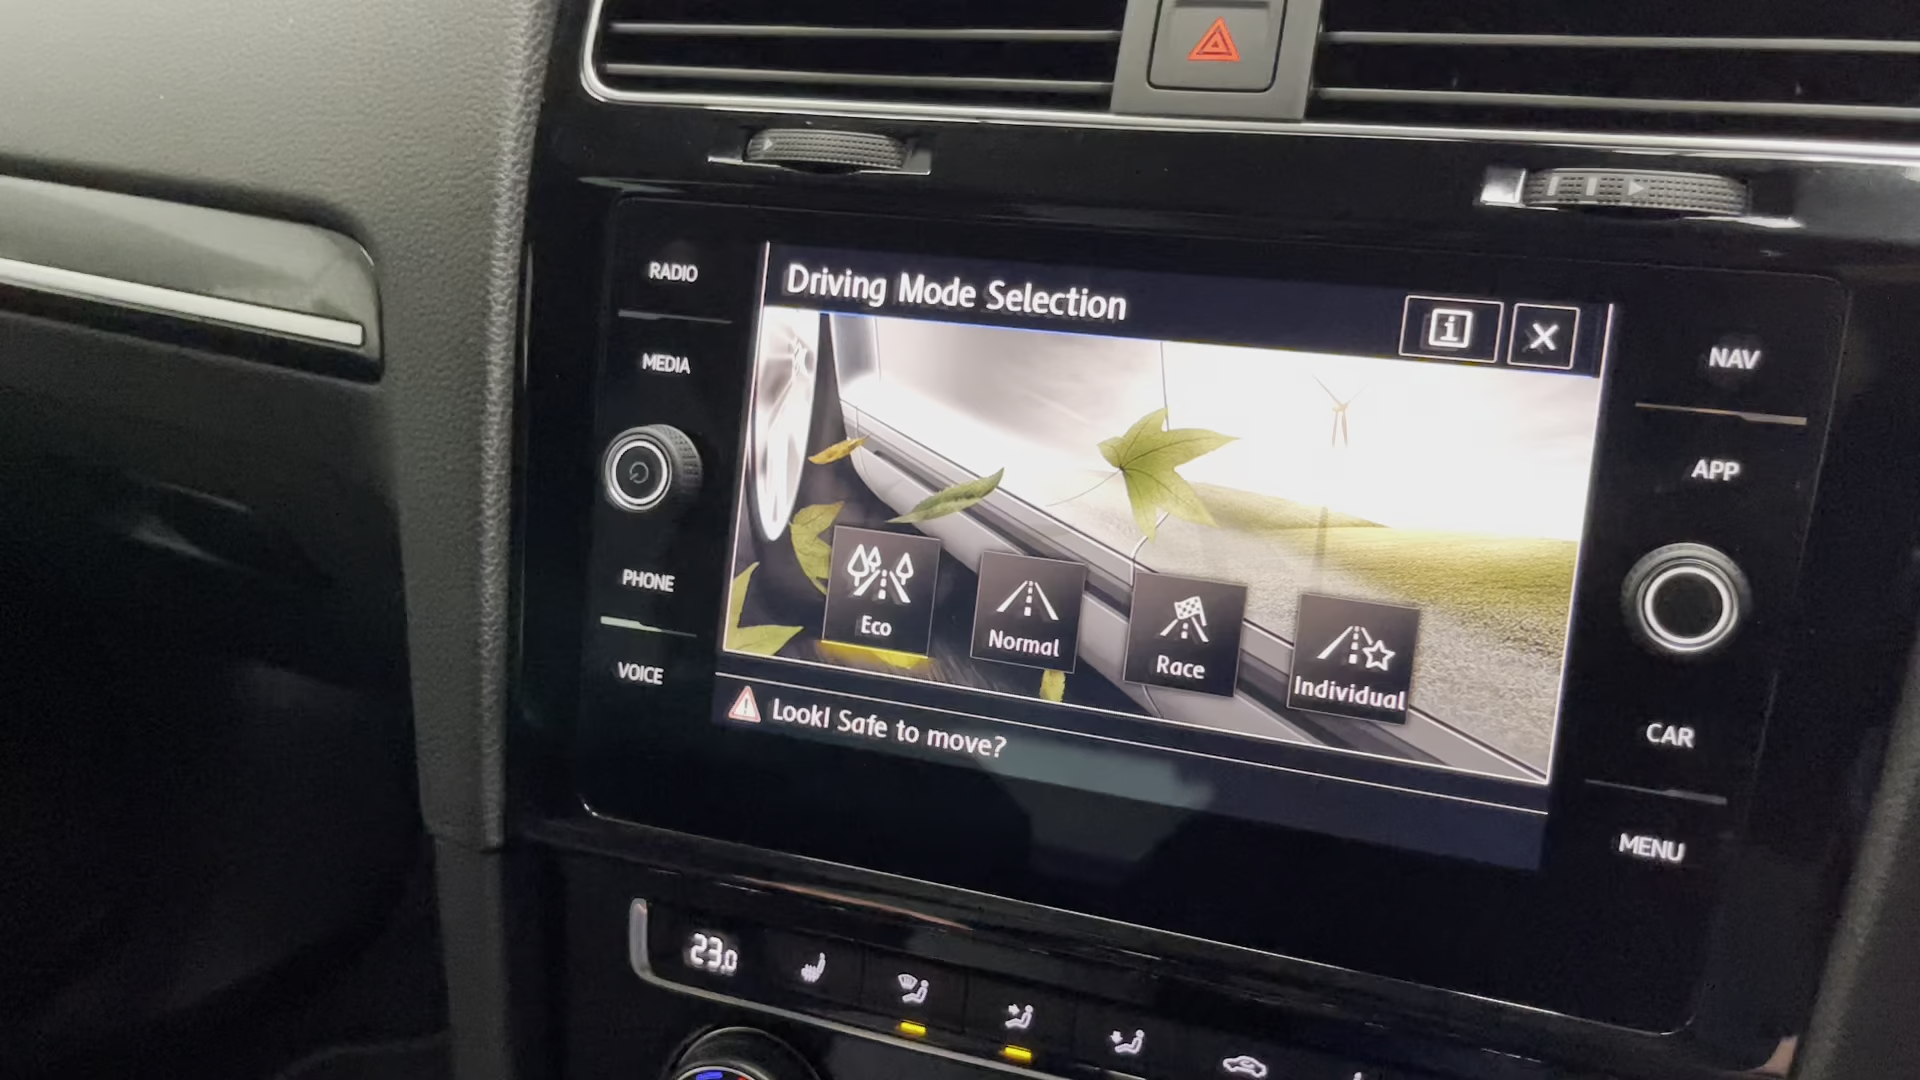 RADIO
MEDIA
PHONE
VOICE
Driving Mode Selection
i
X
Eco
Normal
Race
Individual
Look! Safe to move?
NAV
APP
CAR
MENU
23.0